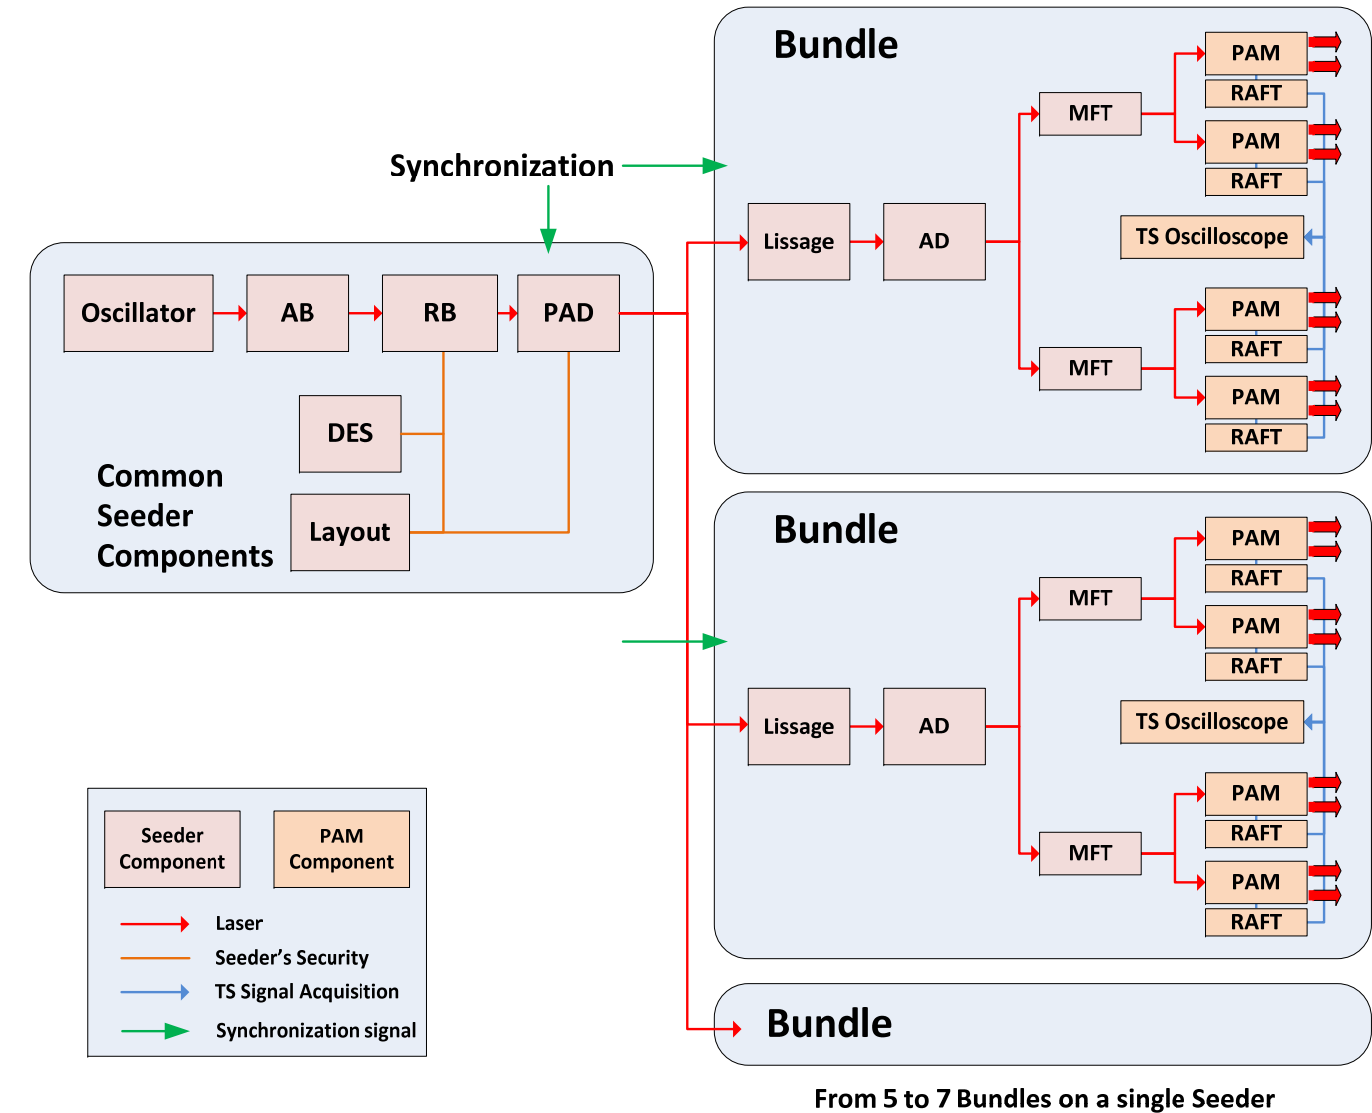 Synchronization
Oscillator
AB
RB
PAD
DES
Layout
Common
Seeder
Components
Bundle
Lissage
AD
MFT
MFT
PAM
RAFT
PAM
RAFT
TS Oscilloscope
PAM
RAFT
PAM
RAFT
Bundle
Lissage
AD
MFT
MFT
PAM
RAFT
PAM
RAFT
TS Oscilloscope
PAM
RAFT
PAM
RAFT
Bundle
From 5 to 7 Bundles on a single Seeder
Seeder
Component
PAM
Component
Laser
Seeder’s Security
TS Signal Acquisition
Synchronization signal